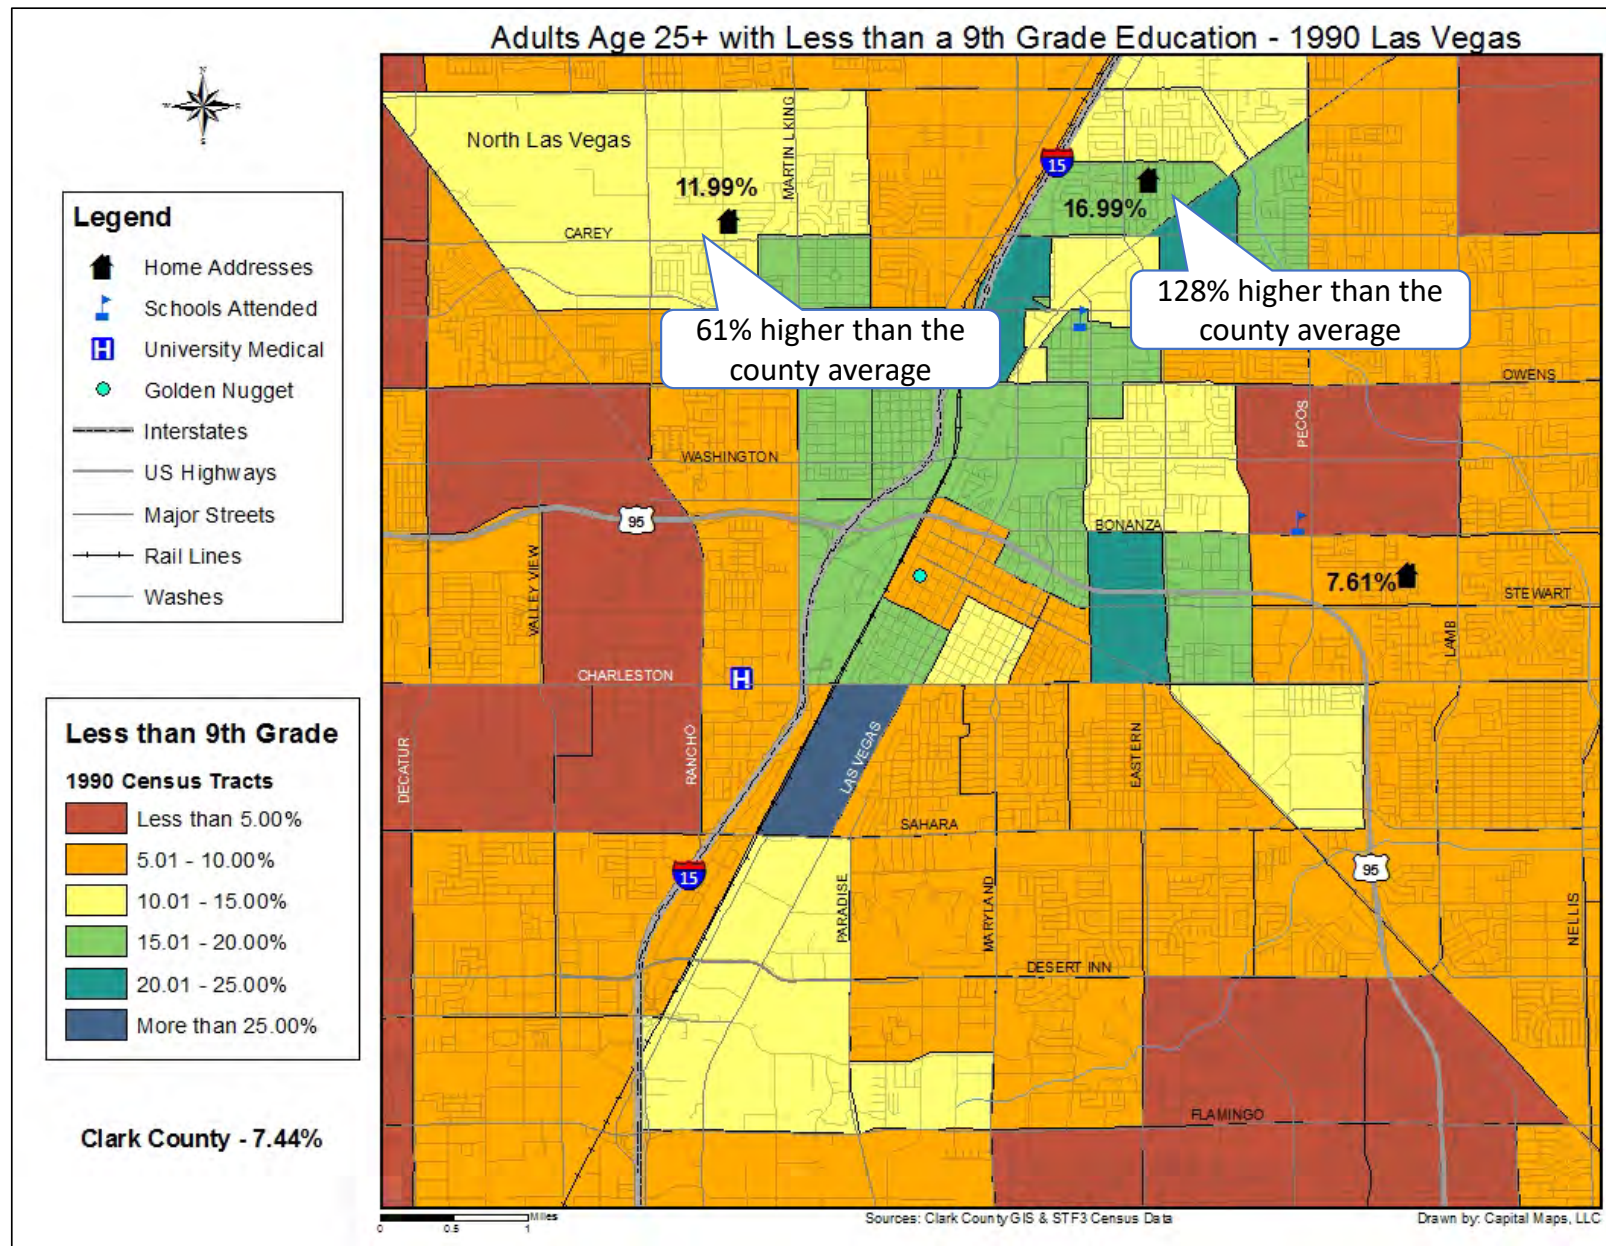 Adults Age 25+ with Less than a 9th Grade Education - 1990 Las Vegas
N
W
E
S
Legend
Home Addresses
Schools Attended
H University Medical
Golden Nugget
Interstates
US Highways
Major Streets
Rail Lines
Washes
Less than 9th Grade
1990 Census Tracts
Less than 5.00%
5.01 - 10.00%
10.01 - 15.00%
15.01 - 20.00%
20.01 - 25.00%
More than 25.00%
Clark County - 7.44%
North Las Vegas
MARTIN L KING
15
11.99%
16.99%
CAREY
128% higher than the
county average
61% higher than the
county average
OWENS
PECOS
WASHINGTON
95
BONANZA
VALLEY VIEW
7.61%
STEWART
LAMB
CHARLESTON
H
DECATUR
RANCHO
LAS VEGAS
EASTERN
SAHARA
15
95
PARADISE
MARYLAND
NELLIS
DESERT INN
FLAMINGO
Miles
0
0.5
1
Sources: Clark County GIS & STF3 Census Data
Drawn by: Capital Maps, LLC